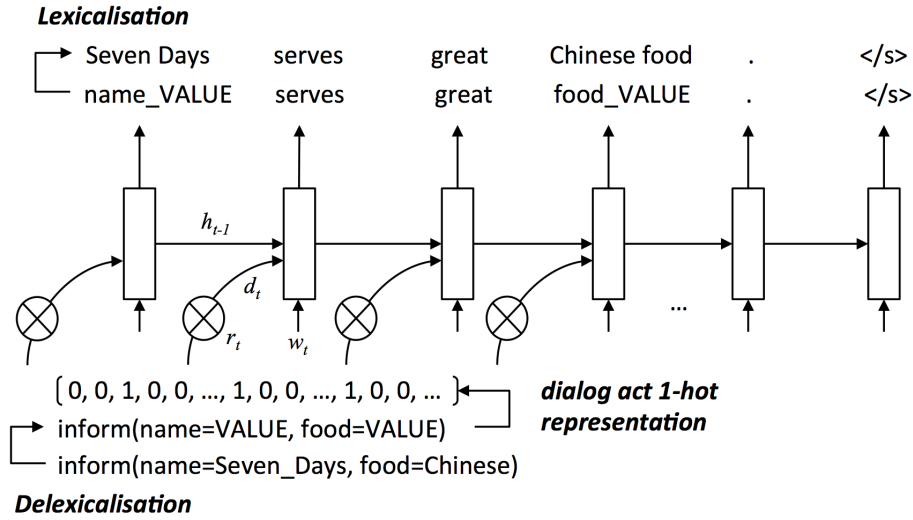 Lexicalisation
Seven Days serves great Chinese food . </s>
name_VALUE serves great food_VALUE . </s>
h_{t-1}
d_t
r_t w_t ...
[ 0, 0, 1, 0, 0, ..., 1, 0, 0, ..., 1, 0, 0, ... ] dialog act 1-hot
inform(name=VALUE, food=VALUE) representation
inform(name=Seven_Days, food=Chinese)
Delexicalisation